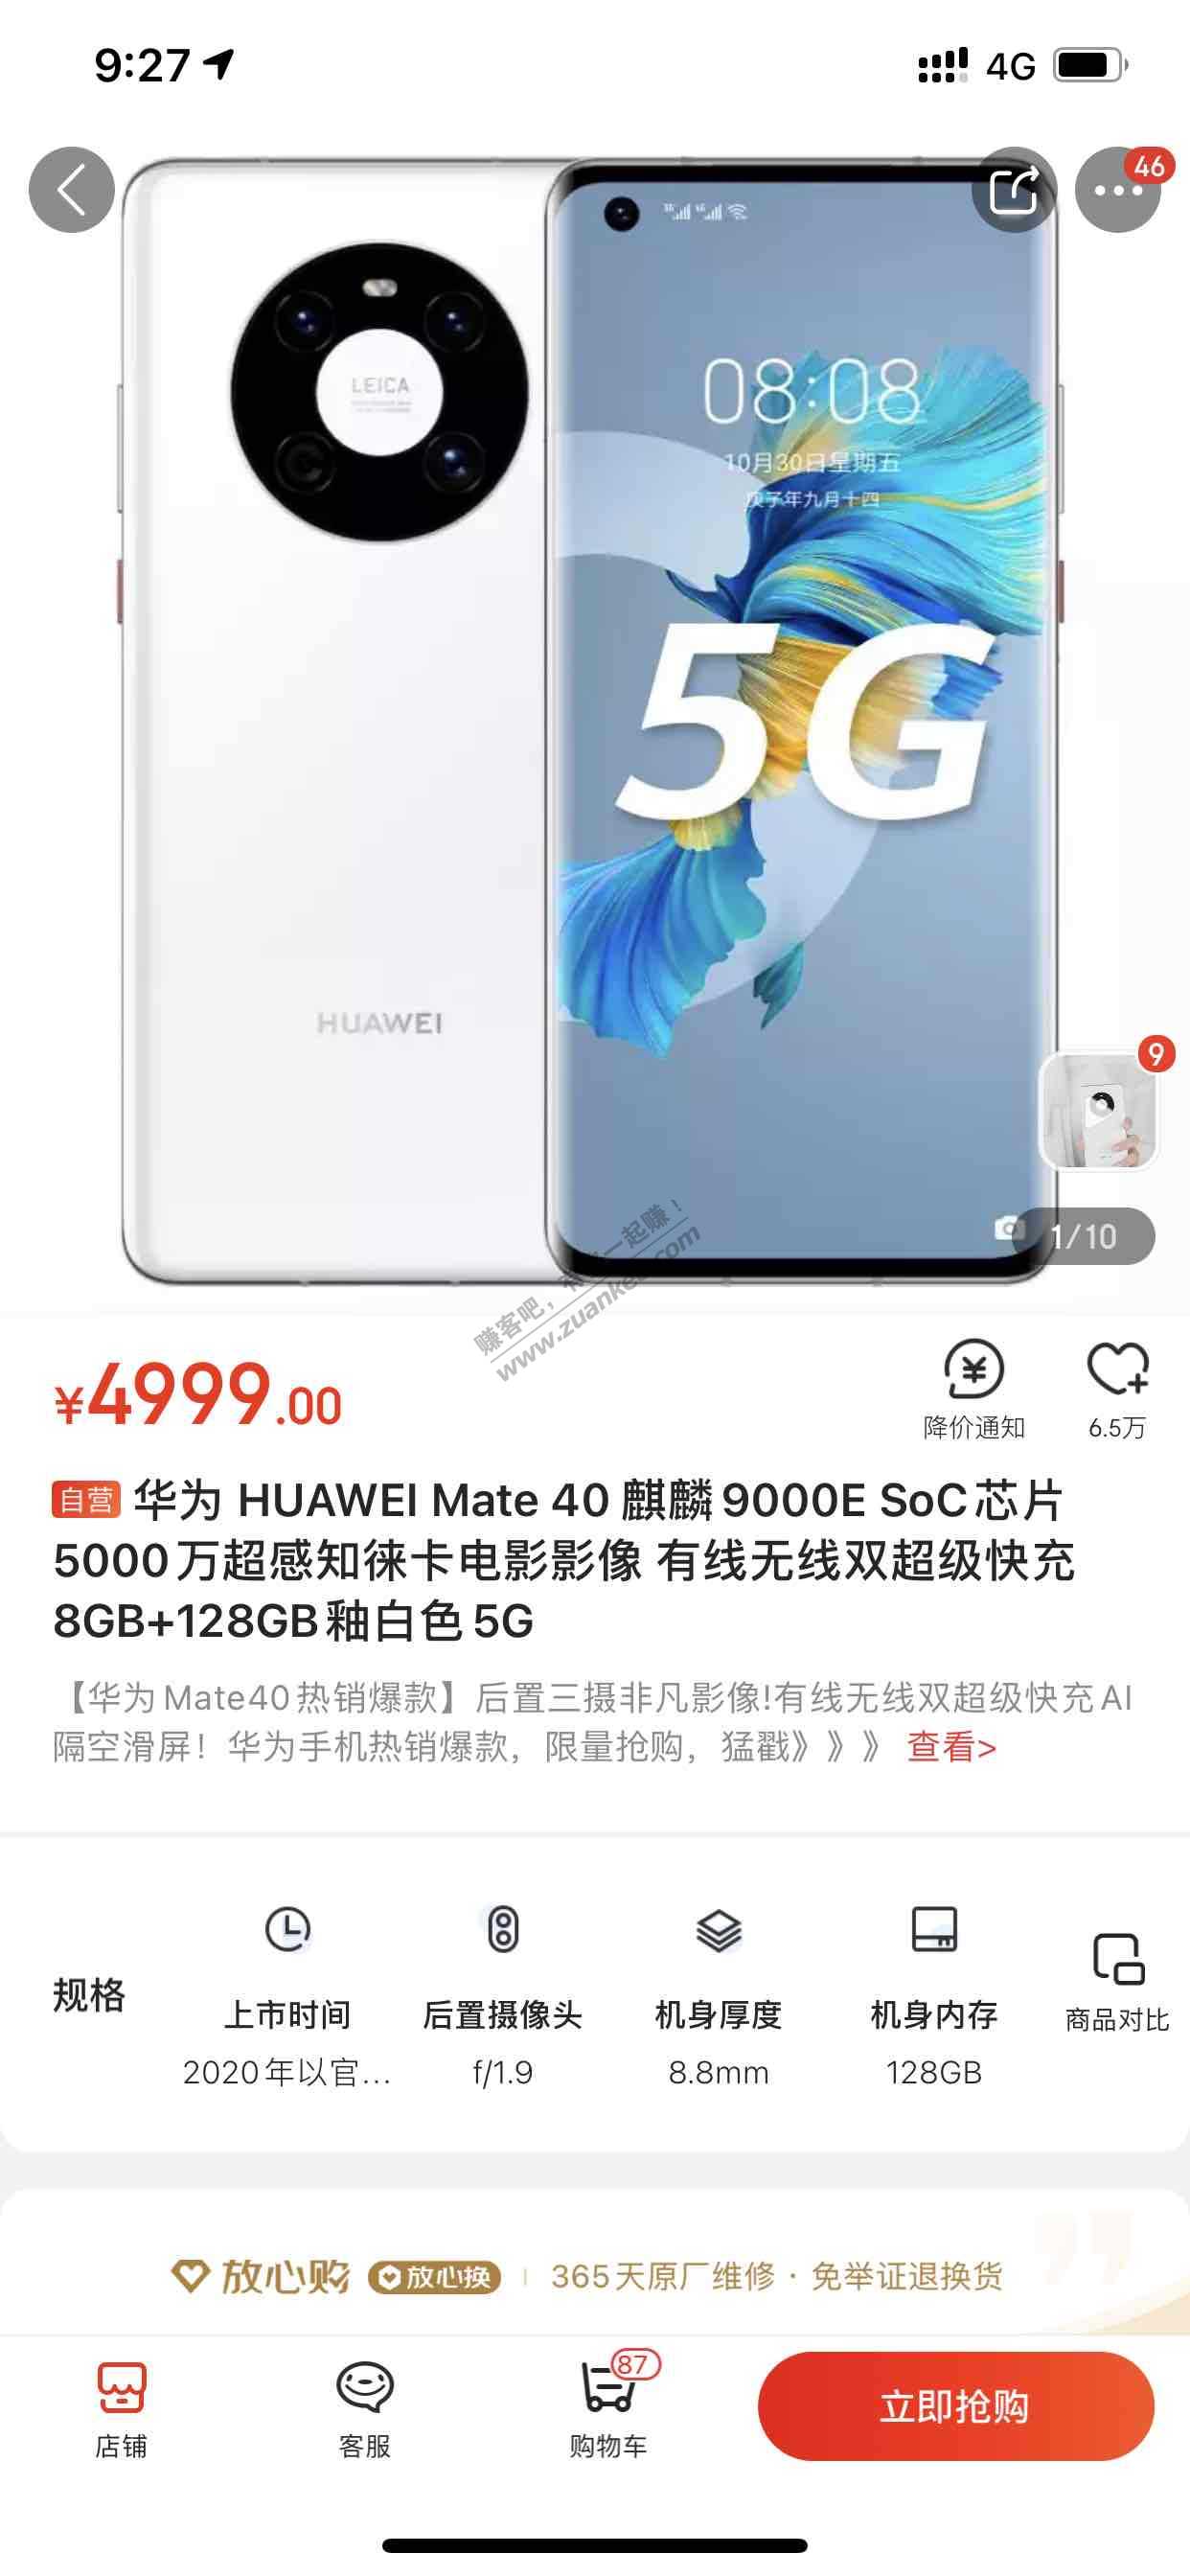 9:27
4G
46
LEICA
08:08
10月30日星期五
庚子年九月十四
5G
HUAWEI
9
1/10
www.zuanke8.com
¥4999.00
降价通知
6.5万
自营 华为 HUAWEI Mate 40 麒麟9000E SoC芯片
5000万超感知徕卡电影影像 有线无线双超级快充
8GB+128GB釉白色5G
【华为Mate40热销爆款】后置三摄非凡影像!有线无线双超级快充AI
隔空滑屏！华为手机热销爆款，限量抢购，猛戳》》》 查看>
规格
上市时间
后置摄像头
机身厚度
机身内存
2020年以官...
f/1.9
8.8mm
128GB
商品对比
放心购 放心换 365天原厂维修 · 免举证退换货
87
店铺
客服
购物车
立即抢购